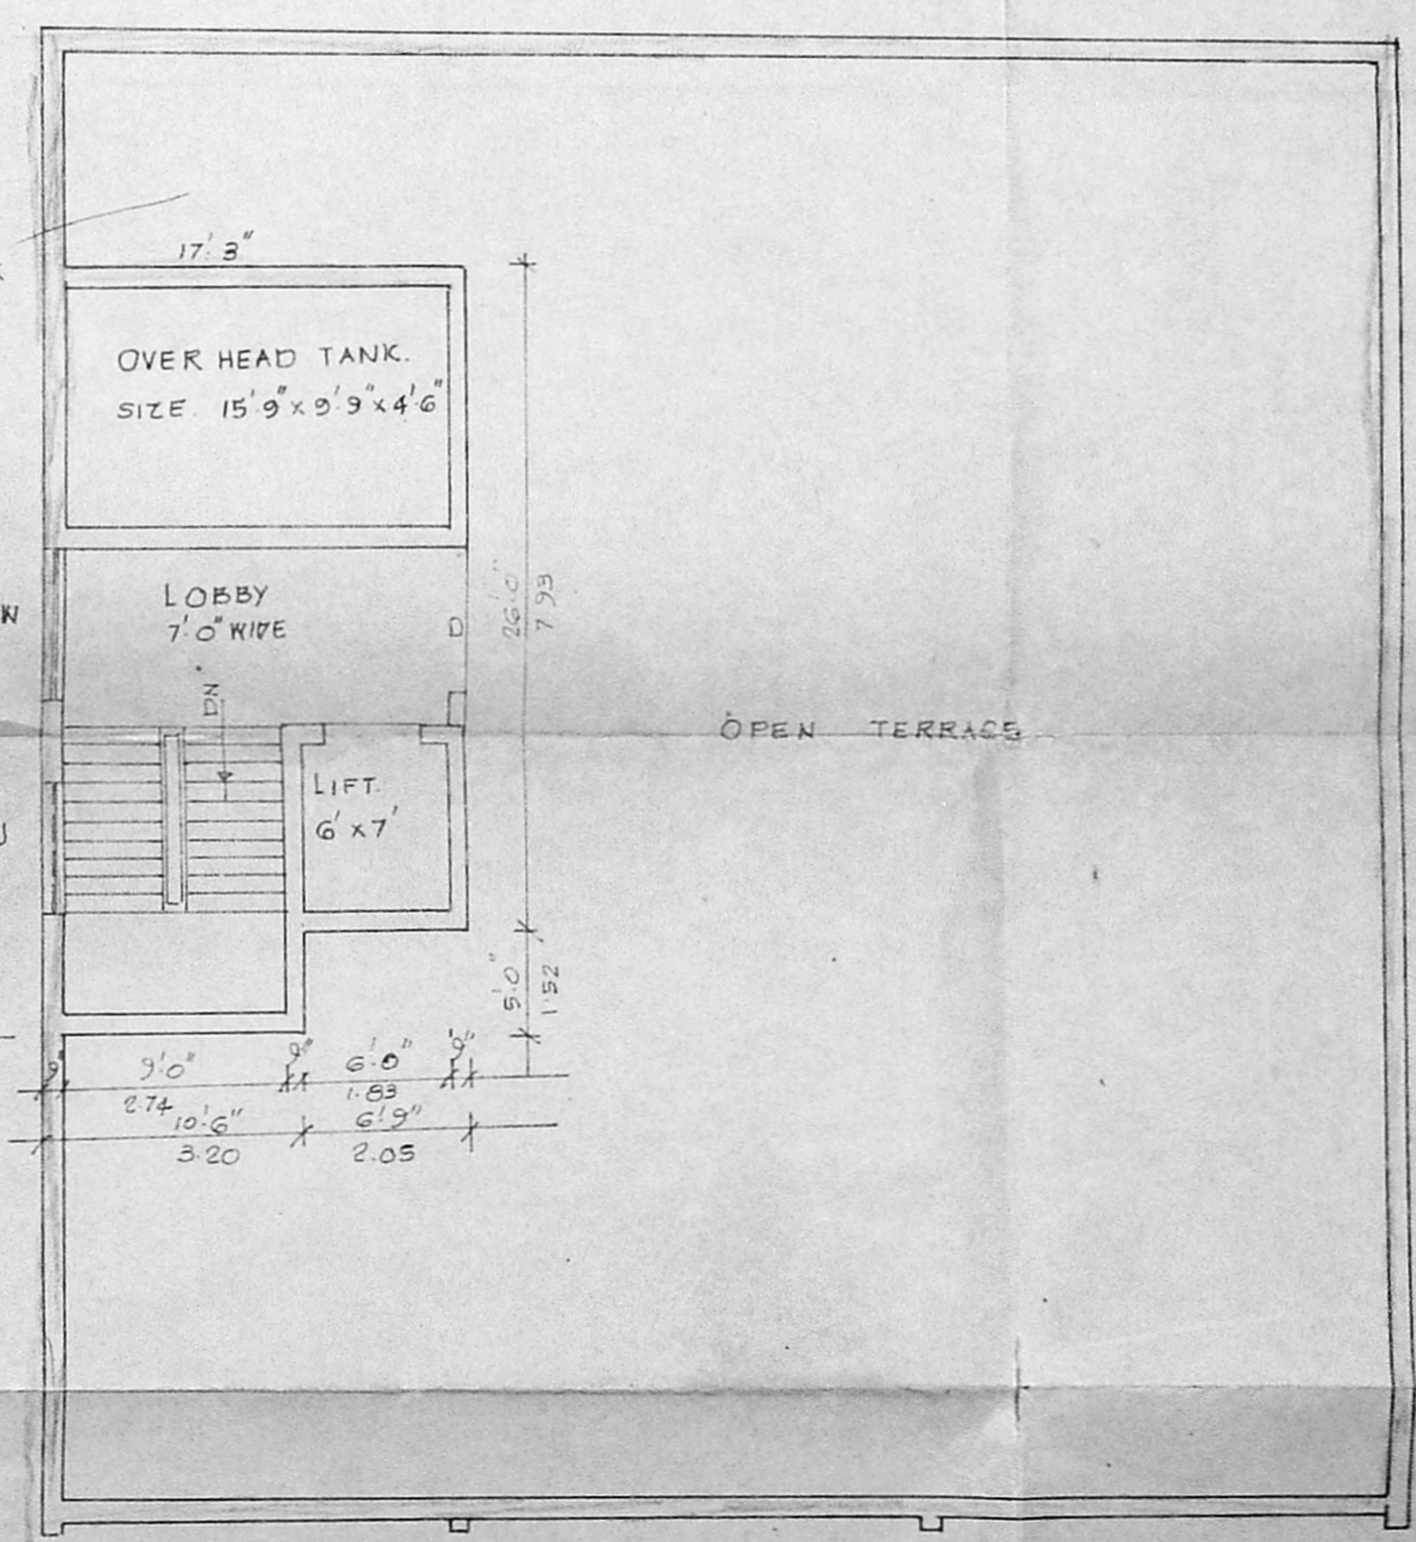 17'-3"
OVER HEAD TANK.
SIZE. 15'-9" x 9'-9" x 4'-6"
LOBBY
7'-0" WIDE
W
D
26'-0"
7.93
DN
OPEN TERRACE
LIFT.
6' x 7'
5'-0"
1.52
9"
9'-0"
9"
6'-0"
9"
2.74
1.83
10'-6"
6'-9"
3.20
2.05